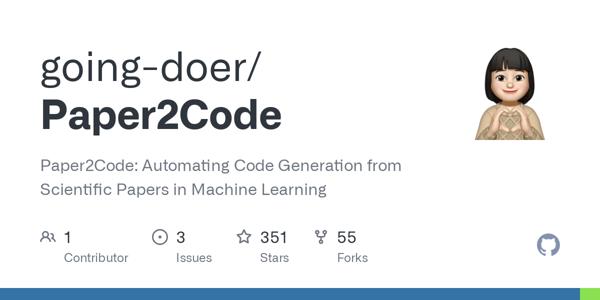 going-doer/
Paper2Code
Paper2Code: Automating Code Generation from
Scientific Papers in Machine Learning
1 3 351 55
Contributor Issues Stars Forks